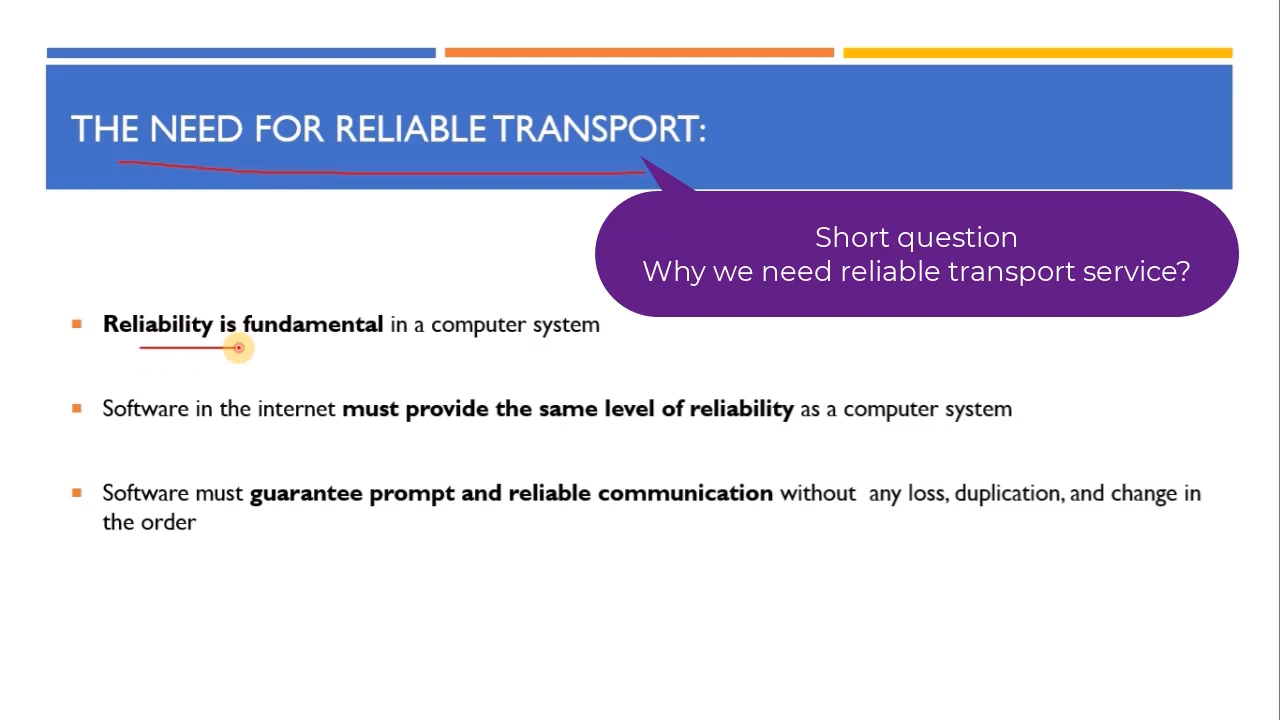 THE NEED FOR RELIABLE TRANSPORT:
Short question
Why we need reliable transport service?
Reliability is fundamental in a computer system
Software in the internet must provide the same level of reliability as a computer system
Software must guarantee prompt and reliable communication without any loss, duplication, and change in
the order